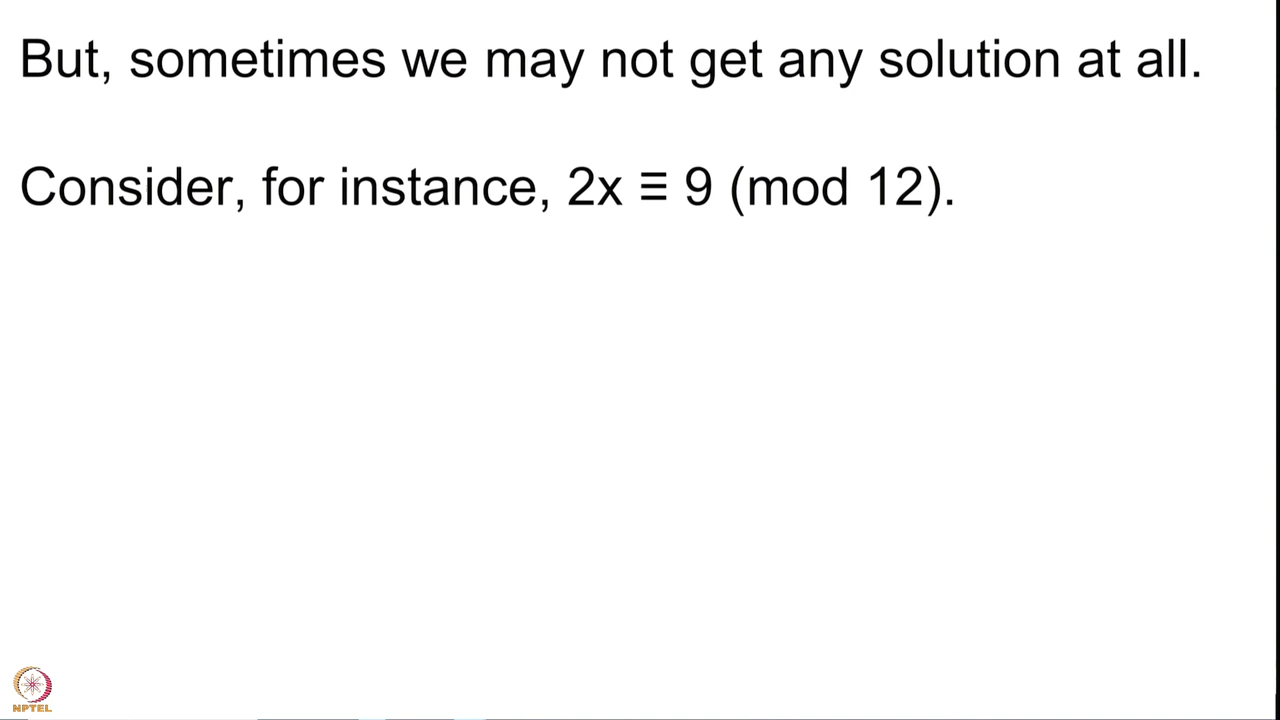 But, sometimes we may not get any solution at all.
Consider, for instance, 2x ≡ 9 (mod 12).
NPTEL